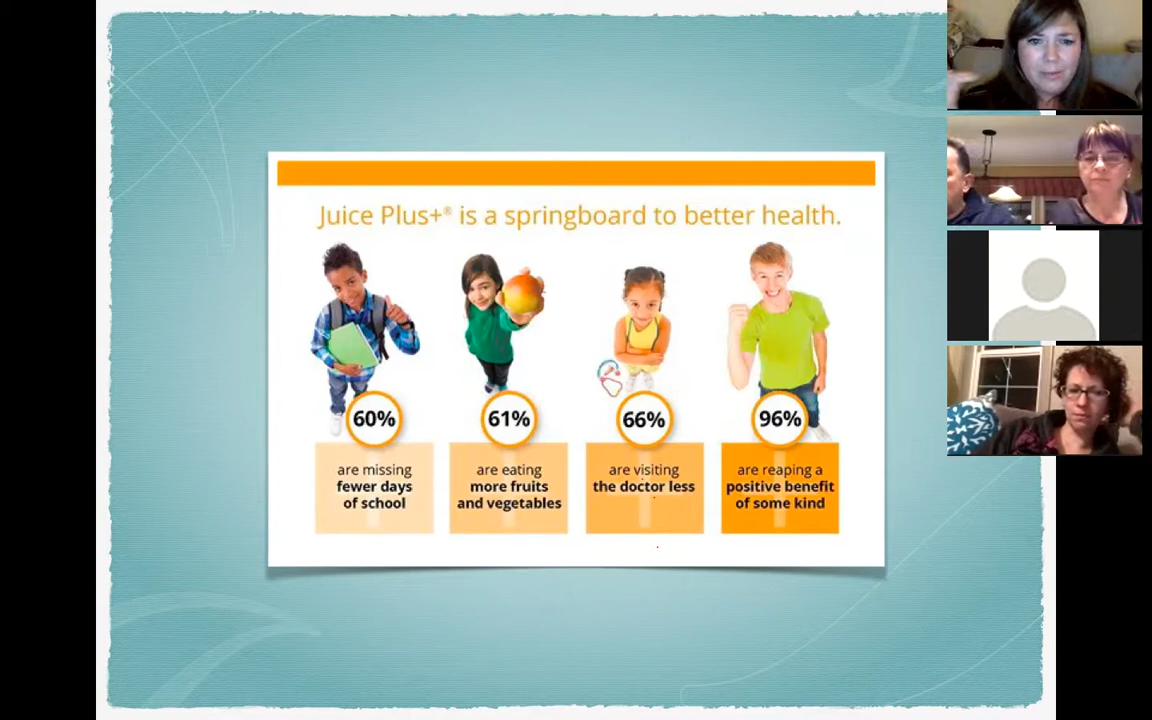 Juice Plus+® is a springboard to better health.
60%
are missing
fewer days
of school
61%
are eating
more fruits
and vegetables
66%
are visiting
the doctor less
96%
are reaping a
positive benefit
of some kind